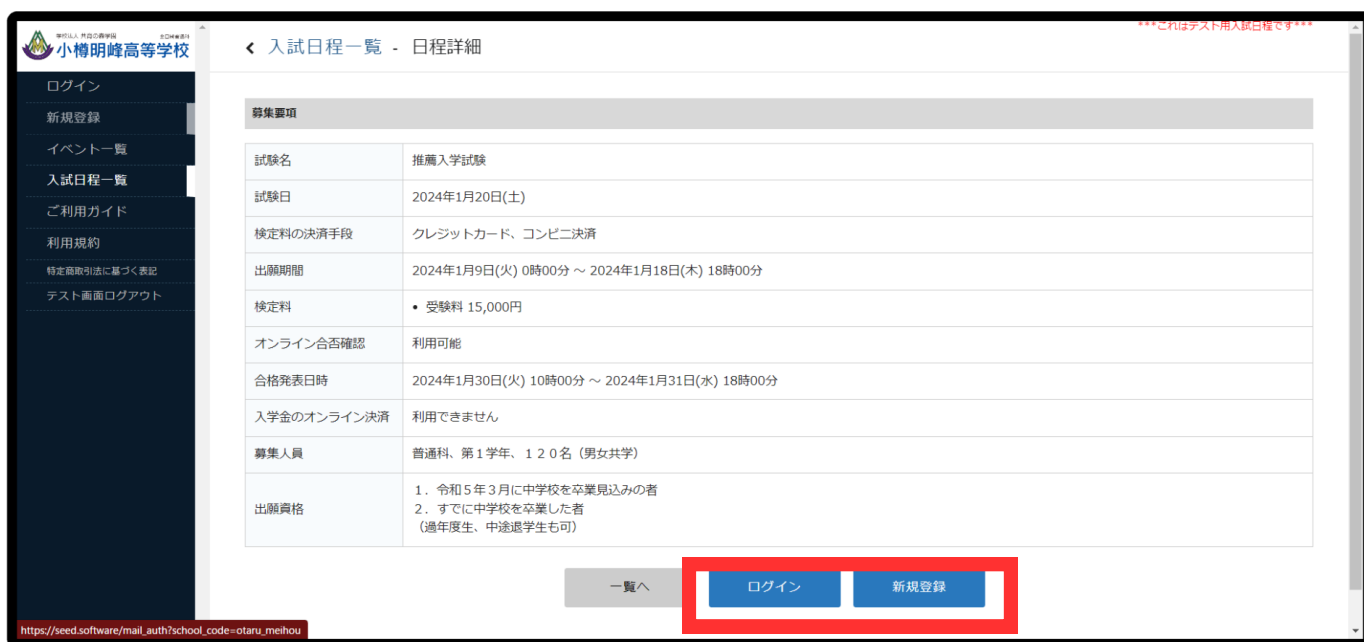 ***これはテスト用入試日程です***
学校法人 共育の森学園
小樽明峰高等学校
ログイン
新規登録
イベント一覧
入試日程一覧
ご利用ガイド
利用規約
特定商取引法に基づく表記
テスト画面ログアウト
入試日程一覧 - 日程詳細
募集要項
試験名 推薦入学試験
試験日 2024年1月20日(土)
検定料の決済手段 クレジットカード、コンビニ決済
出願期間 2024年1月9日(火) 0時00分 ～ 2024年1月18日(木) 18時00分
検定料 • 受験料 15,000円
オンライン合否確認 利用可能
合格発表日時 2024年1月30日(火) 10時00分 ～ 2024年1月31日(水) 18時00分
入学金のオンライン決済 利用できません
募集人員 普通科、第１学年、１２０名（男女共学）
出願資格 １．令和５年３月に中学校を卒業見込みの者
２．すでに中学校を卒業した者
（過年度生、中途退学生も可）
一覧へ ログイン 新規登録
https://seed.software/mail_auth?school_code=otaru_meihou